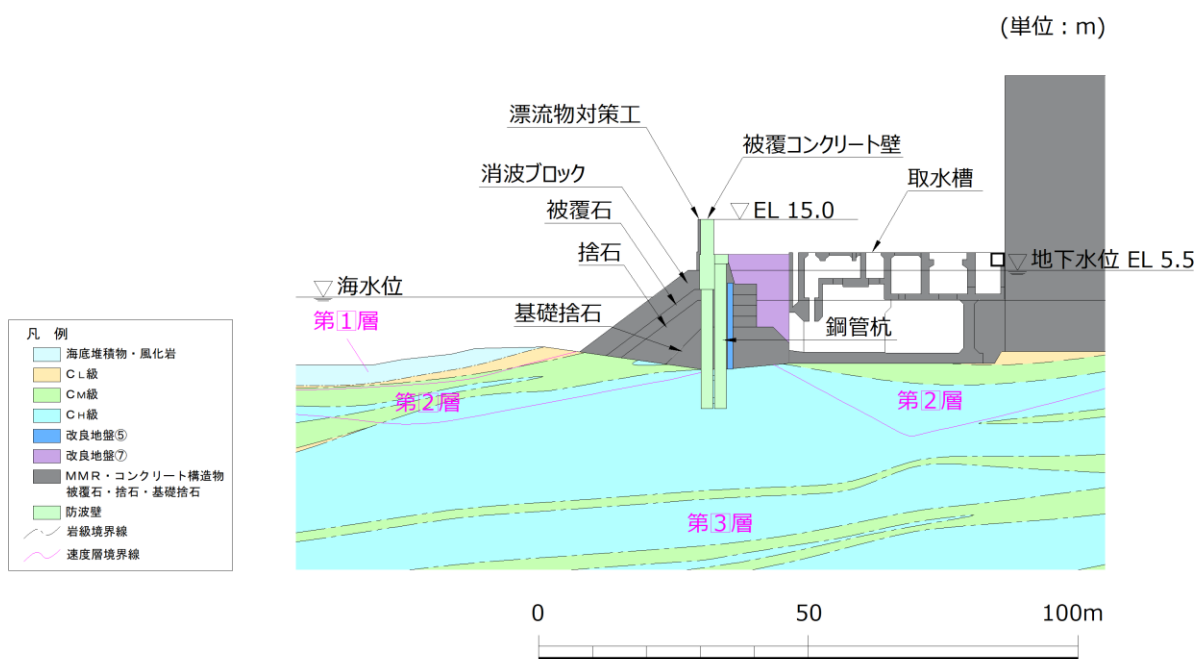 (単位：m)
漂流物対策工
被覆コンクリート壁
消波ブロック
取水槽
被覆石
EL 15.0
捨石
地下水位 EL 5.5
海水位
基礎捨石
第1層
鋼管杭
第2層
第2層
第3層
凡 例
海底堆積物・風化岩
CL級
CM級
CH級
改良地盤⑤
改良地盤⑦
MMR・コンクリート構造物
被覆石・捨石・基礎捨石
防波壁
岩級境界線
速度層境界線
0
50
100m